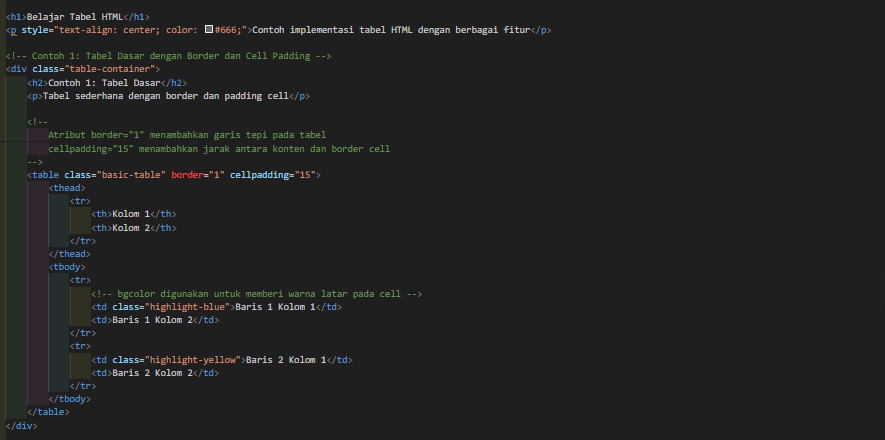 <h1>Belajar Tabel HTML</h1>
<p style="text-align: center; color: #666;">Contoh implementasi tabel HTML dengan berbagai fitur</p>
<!-- Contoh 1: Tabel Dasar dengan Border dan Cell Padding -->
<div class="table-container">
<h2>Contoh 1: Tabel Dasar</h2>
<p>Tabel sederhana dengan border dan padding cell</p>
<!--
Atribut border="1" menambahkan garis tepi pada tabel
cellpadding="15" menambahkan jarak antara konten dan border cell
-->
<table class="basic-table" border="1" cellpadding="15">
<thead>
<tr>
<th>Kolom 1</th>
<th>Kolom 2</th>
</tr>
</thead>
<tbody>
<tr>
<!-- bgcolor digunakan untuk memberi warna latar pada cell -->
<td class="highlight-blue">Baris 1 Kolom 1</td>
<td>Baris 1 Kolom 2</td>
</tr>
<tr>
<td class="highlight-yellow">Baris 2 Kolom 1</td>
<td>Baris 2 Kolom 2</td>
</tr>
</tbody>
</table>
</div>